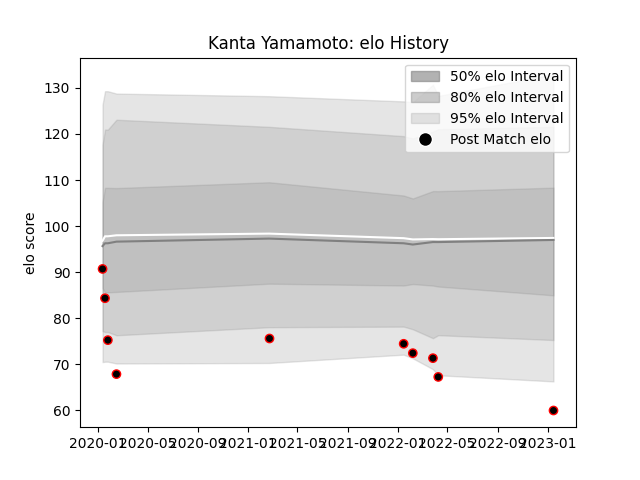 Kanta Yamamoto: elo History
50% elo Interval
80% elo Interval
95% elo Interval
Post Match elo
elo score
130
120
110
100
90
80
70
60
2020-01 2020-05 2020-09 2021-01 2021-05 2021-09 2022-01 2022-05 2022-09 2023-01